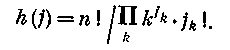 h(j) = n! / ∏_k k^{j_k} · j_k!.